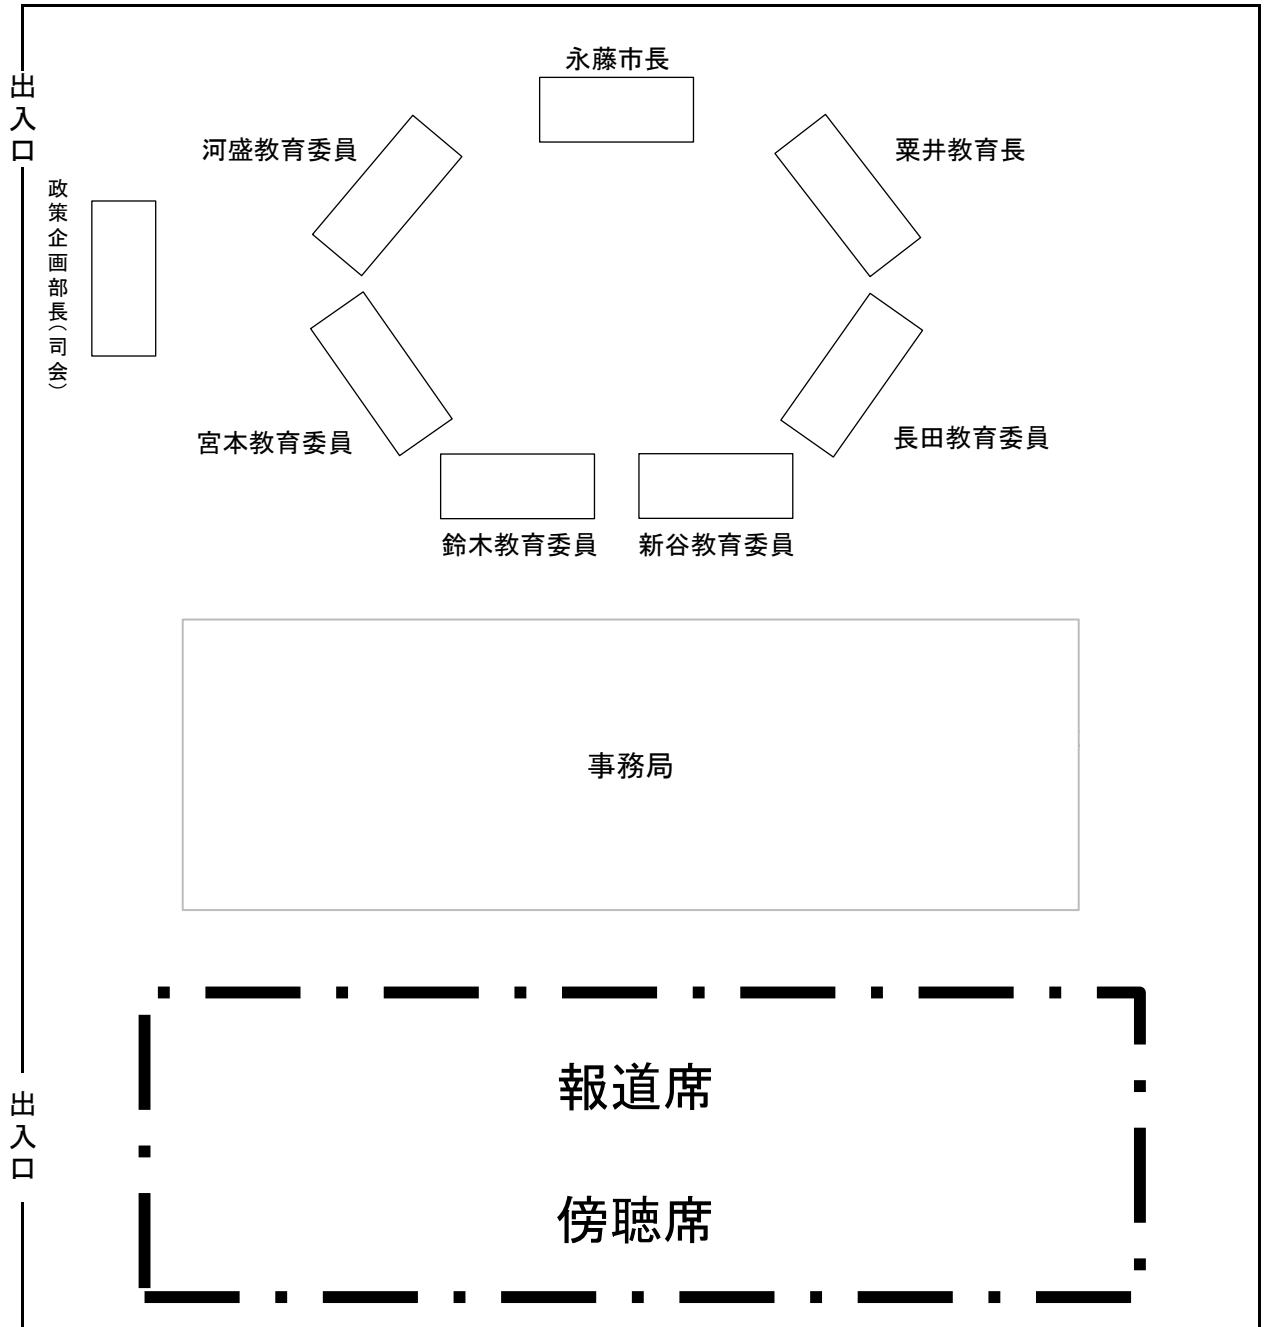 永藤市長
出入口
河盛教育委員
粟井教育長
政策企画部長（司会）
宮本教育委員
長田教育委員
鈴木教育委員
新谷教育委員
事務局
報道席
出入口
傍聴席